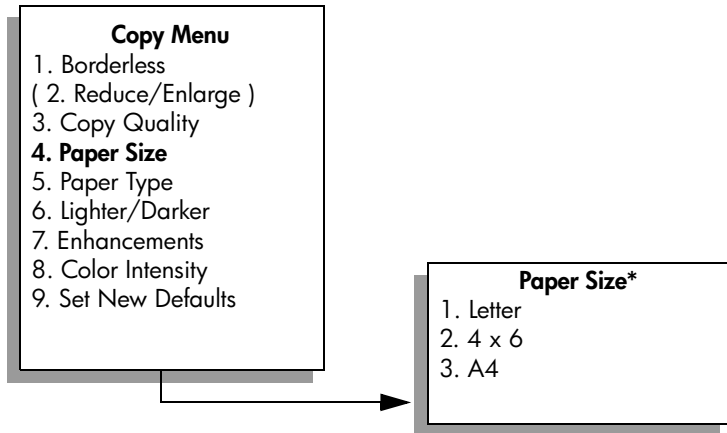 Copy Menu
1. Borderless
( 2. Reduce/Enlarge )
3. Copy Quality
4. Paper Size
5. Paper Type
6. Lighter/Darker
7. Enhancements
8. Color Intensity
9. Set New Defaults
Paper Size*
1. Letter
2. 4 x 6
3. A4